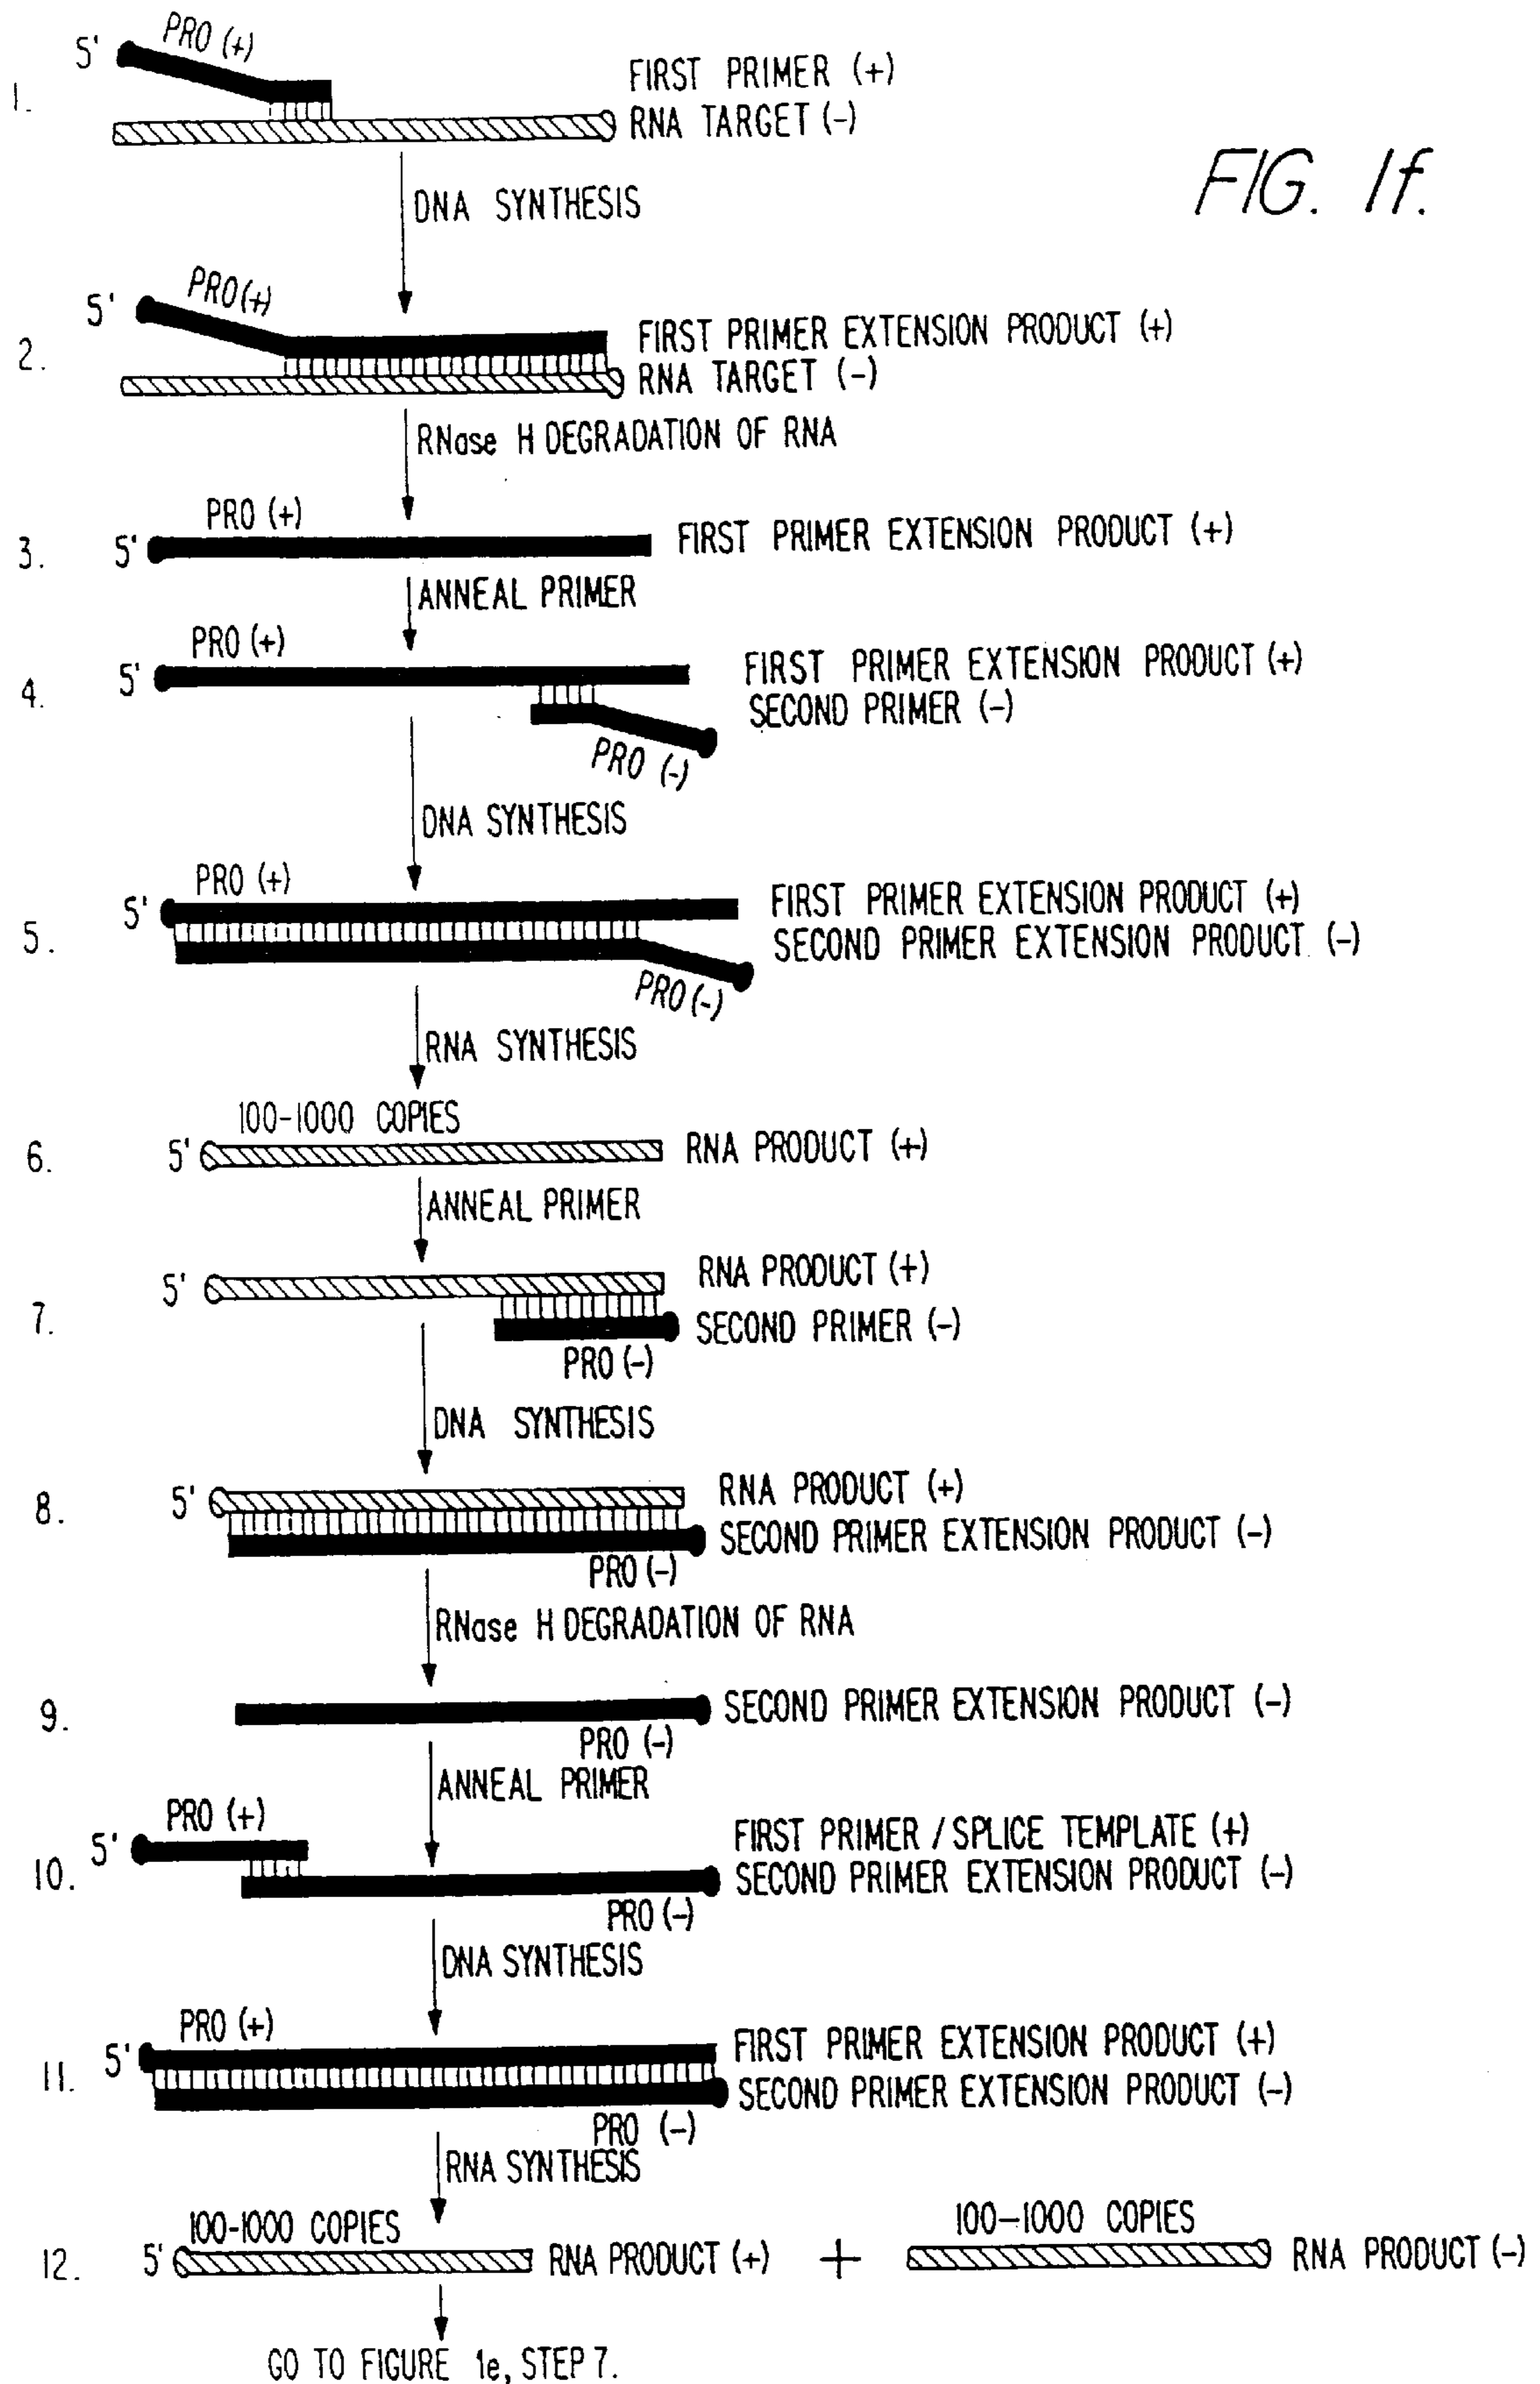 5'
PRO (+)
1.
FIRST PRIMER (+)
RNA TARGET (-)
FIG. 1f.
DNA SYNTHESIS
5'
PRO (+)
2.
FIRST PRIMER EXTENSION PRODUCT (+)
RNA TARGET (-)
RNase H DEGRADATION OF RNA
PRO (+)
3.
5'
FIRST PRIMER EXTENSION PRODUCT (+)
ANNEAL PRIMER
PRO (+)
4.
5'
FIRST PRIMER EXTENSION PRODUCT (+)
SECOND PRIMER (-)
PRO (-)
DNA SYNTHESIS
PRO (+)
5.
5'
FIRST PRIMER EXTENSION PRODUCT (+)
SECOND PRIMER EXTENSION PRODUCT (-)
PRO (-)
RNA SYNTHESIS
100-1000 COPIES
6.
5'
RNA PRODUCT (+)
ANNEAL PRIMER
7.
5'
RNA PRODUCT (+)
SECOND PRIMER (-)
PRO (-)
DNA SYNTHESIS
8.
5'
RNA PRODUCT (+)
SECOND PRIMER EXTENSION PRODUCT (-)
PRO (-)
RNase H DEGRADATION OF RNA
9.
SECOND PRIMER EXTENSION PRODUCT (-)
PRO (-)
ANNEAL PRIMER
PRO (+)
10.
5'
FIRST PRIMER / SPLICE TEMPLATE (+)
SECOND PRIMER EXTENSION PRODUCT (-)
PRO (-)
DNA SYNTHESIS
PRO (+)
11.
5'
FIRST PRIMER EXTENSION PRODUCT (+)
SECOND PRIMER EXTENSION PRODUCT (-)
PRO (-)
RNA SYNTHESIS
100-1000 COPIES
100-1000 COPIES
12.
5'
RNA PRODUCT (+)
+
RNA PRODUCT (-)
GO TO FIGURE 1e, STEP 7.